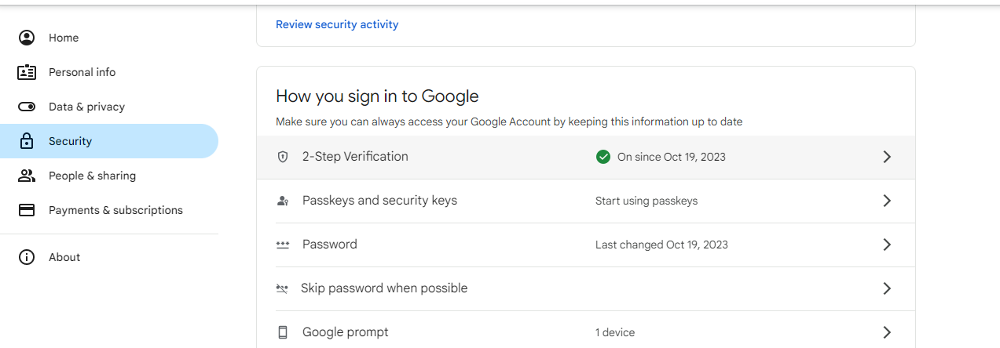 Review security activity
Home
Personal info
Data & privacy
Security
People & sharing
Payments & subscriptions
About
How you sign in to Google
Make sure you can always access your Google Account by keeping this information up to date
2-Step Verification On since Oct 19, 2023
Passkeys and security keys Start using passkeys
Password Last changed Oct 19, 2023
Skip password when possible
Google prompt 1 device